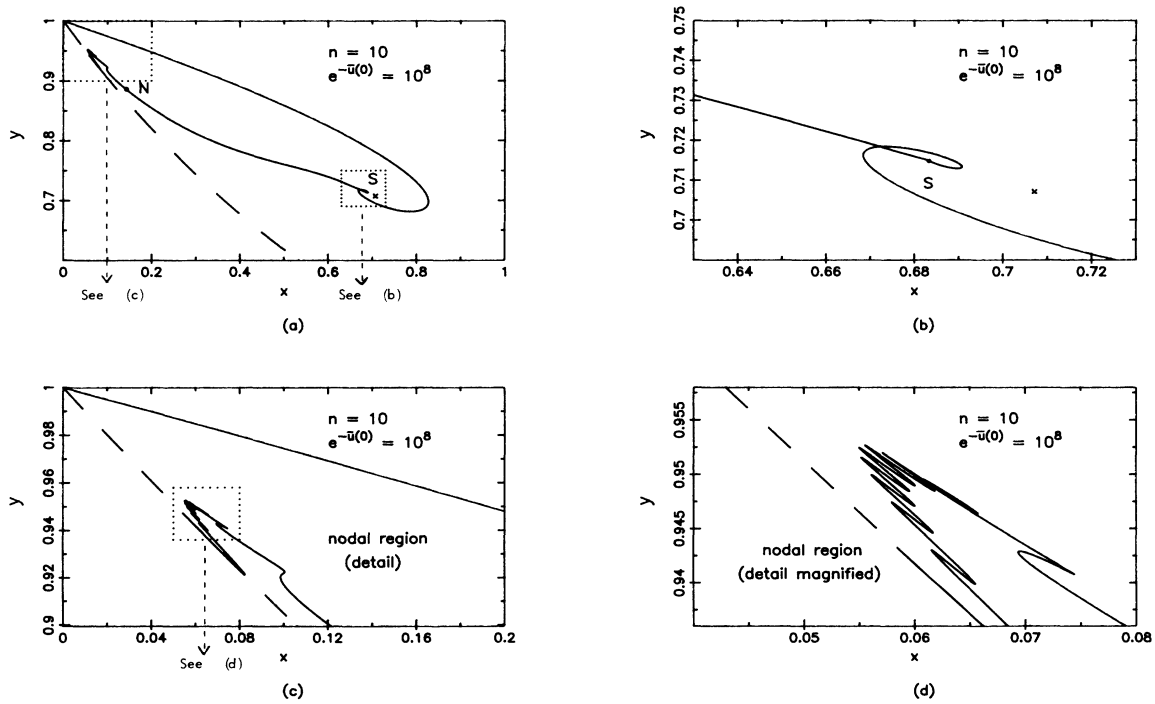 1
0.9
0.8
0.7
y
n = 10
e^-ū(0) = 10^8
N
S
0 0.2 0.4 0.6 0.8 1
See (c)
x
See (b)
(a)
0.75
0.74
0.73
0.72
0.71
0.7
y
n = 10
e^-ū(0) = 10^8
S
0.64 0.66 0.68 0.7 0.72
x
(b)
1
0.98
0.96
0.94
0.92
0.9
y
n = 10
e^-ū(0) = 10^8
nodal region
(detail)
0 0.04 0.08 0.12 0.16 0.2
See (d)
x
(c)
0.955
0.95
0.945
0.94
y
n = 10
e^-ū(0) = 10^8
nodal region
(detail magnified)
0.05 0.06 0.07 0.08
x
(d)